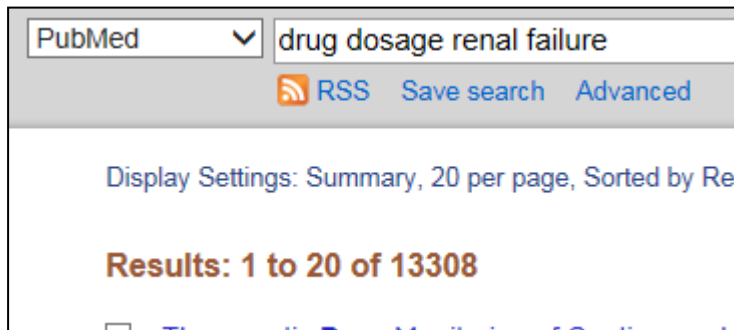 PubMed drug dosage renal failure
RSS Save search Advanced
Display Settings: Summary, 20 per page, Sorted by Re
Results: 1 to 20 of 13308